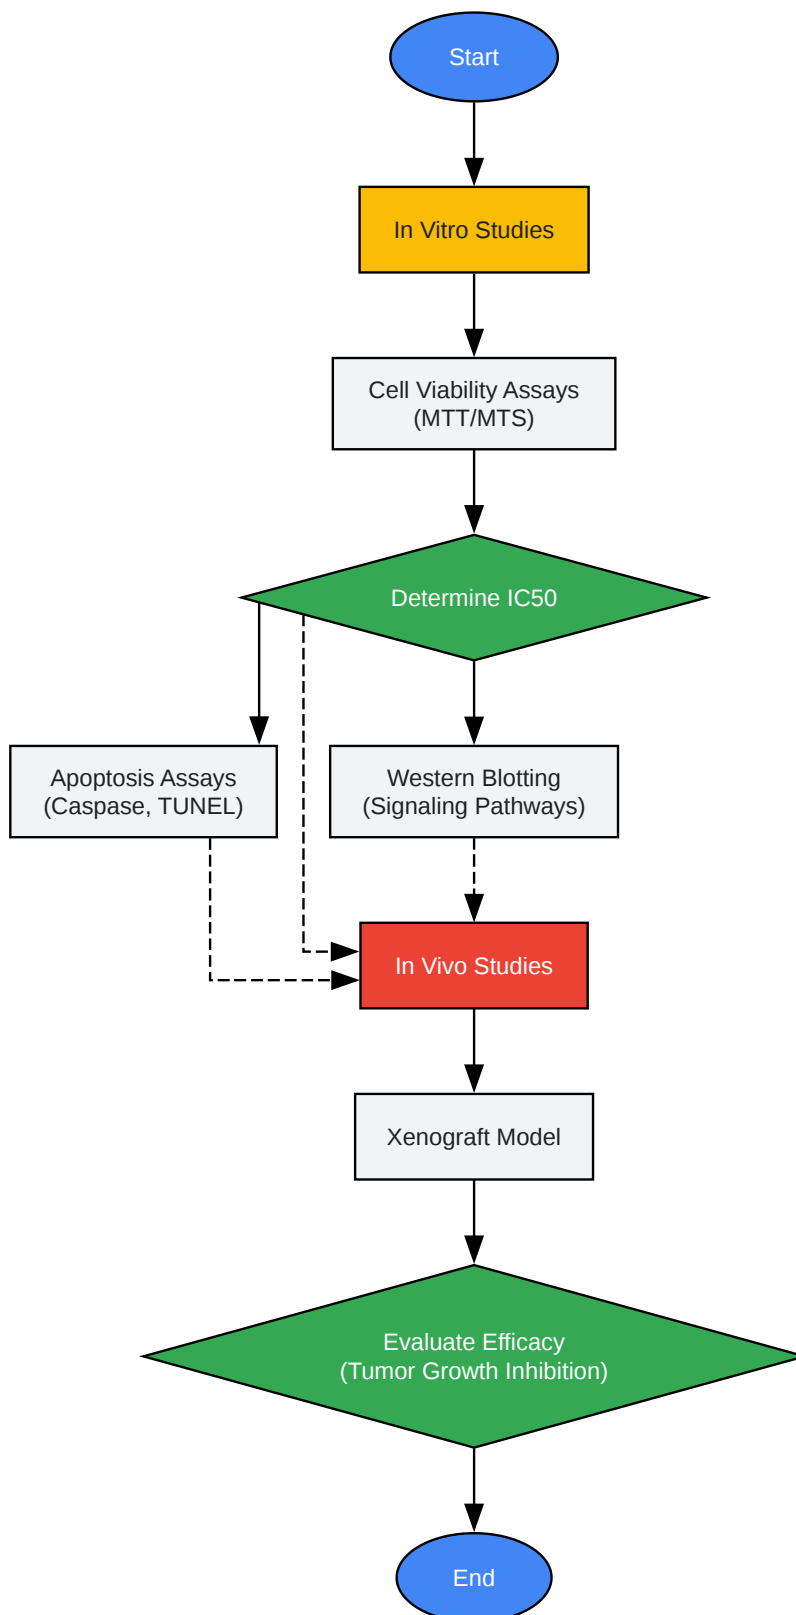 Start
In Vitro Studies
Cell Viability Assays
(MTT/MTS)
Determine IC50
Apoptosis Assays
(Caspase, TUNEL)
Western Blotting
(Signaling Pathways)
In Vivo Studies
Xenograft Model
Evaluate Efficacy
(Tumor Growth Inhibition)
End